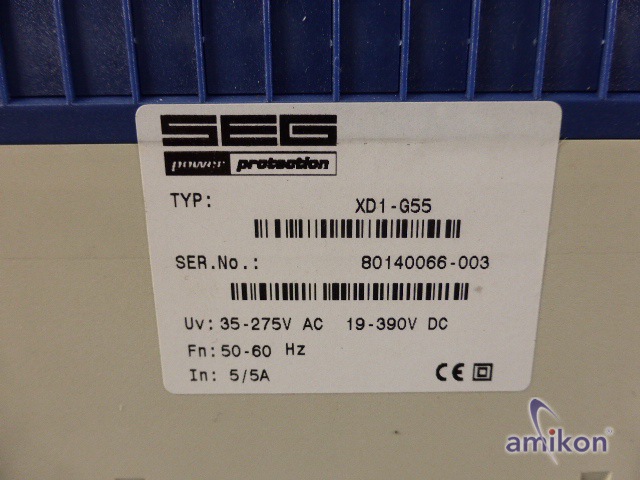 SEG
power protection
TYP: XD1-G55
SER.No.: 80140066-003
Uv: 35-275V AC 19-390V DC
Fn: 50-60 Hz
In: 5/5A
CE
amikon®